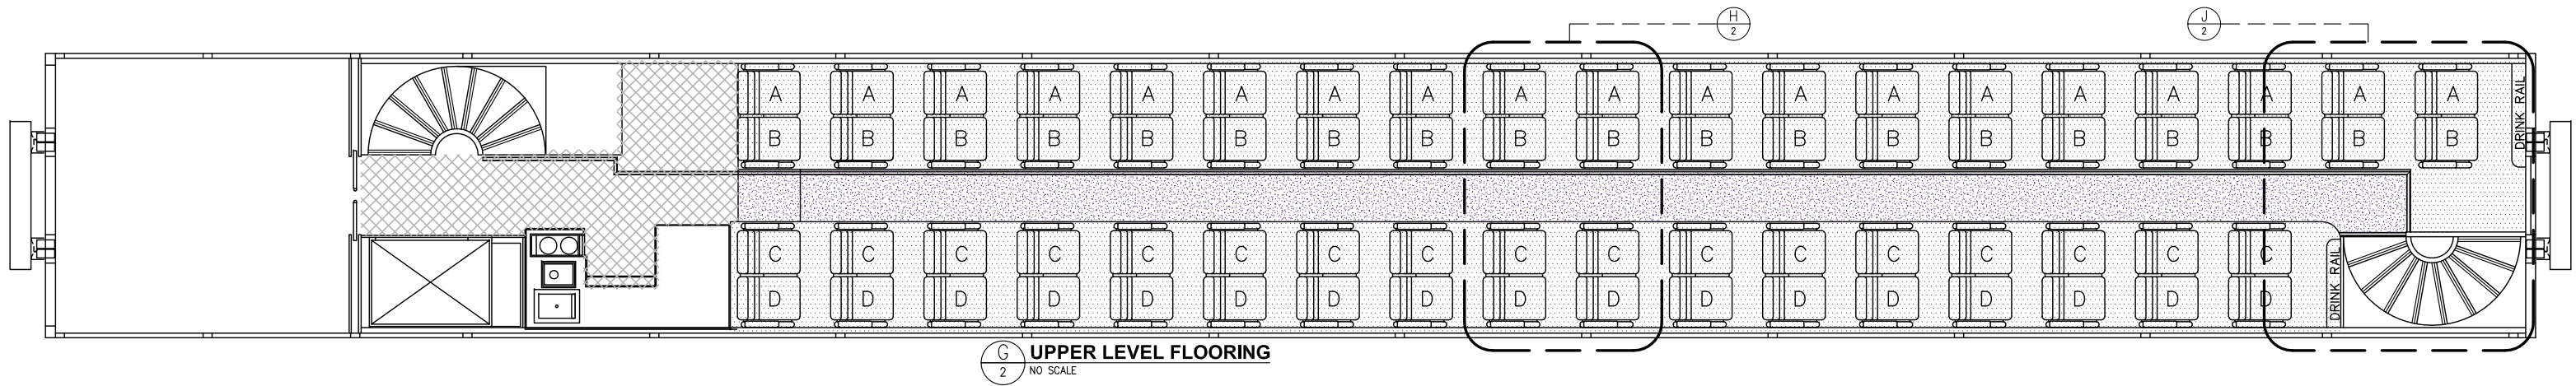 H
2
J
2
A A A A A A A A A A A A A A A A A A A
B B B B B B B B B B B B B B B B B B B
DRINK RAIL
C C C C C C C C C C C C C C C C C
D D D D D D D D D D D D D D D D D
DRINK RAIL
G
2
UPPER LEVEL FLOORING
NO SCALE